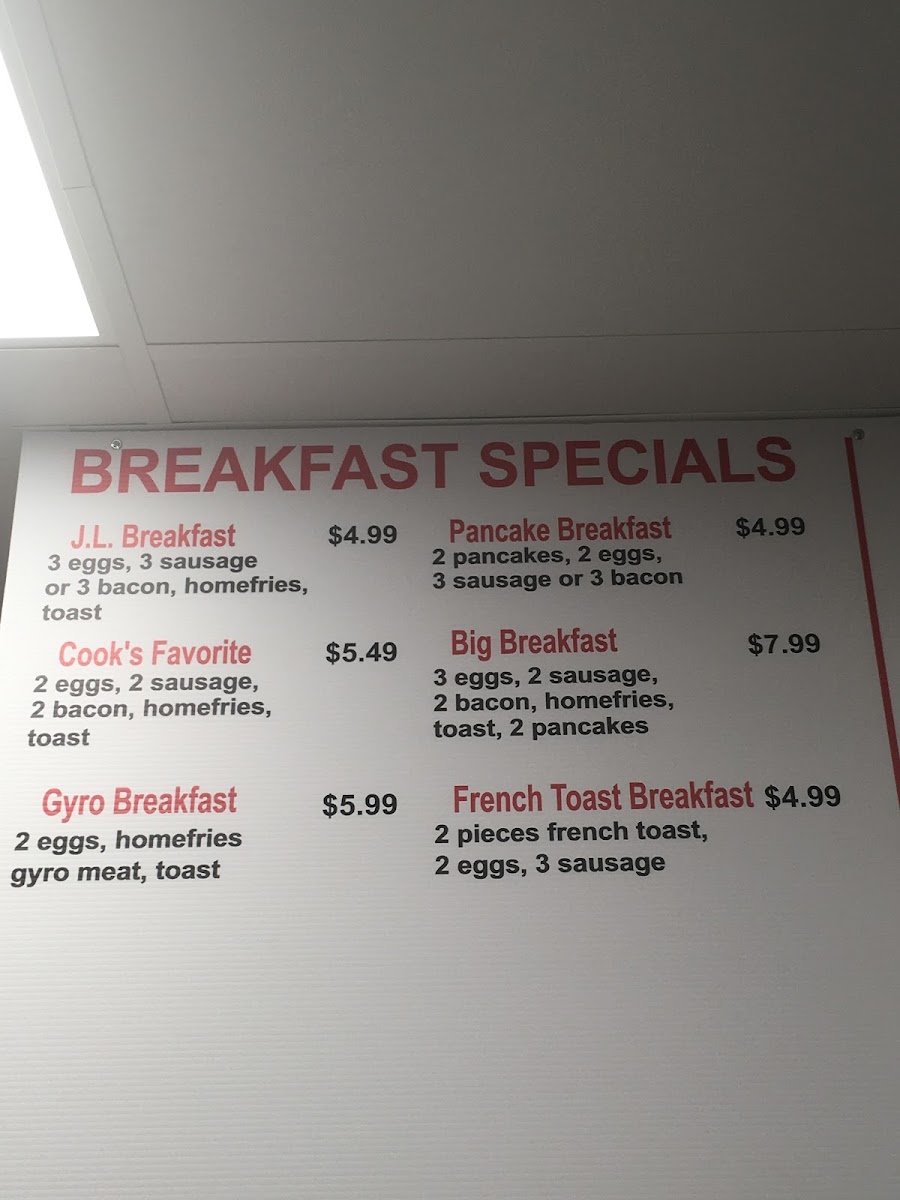 BREAKFAST SPECIALS
J.L. Breakfast $4.99
3 eggs, 3 sausage
or 3 bacon, homefries,
toast
Cook's Favorite $5.49
2 eggs, 2 sausage,
2 bacon, homefries,
toast
Gyro Breakfast $5.99
2 eggs, homefries
gyro meat, toast
Pancake Breakfast $4.99
2 pancakes, 2 eggs,
3 sausage or 3 bacon
Big Breakfast $7.99
3 eggs, 2 sausage,
2 bacon, homefries,
toast, 2 pancakes
French Toast Breakfast $4.99
2 pieces french toast,
2 eggs, 3 sausage